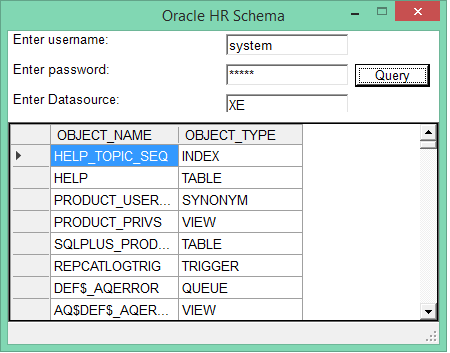 Oracle HR Schema
Enter username: system
Enter password: ***** Query
Enter Datasource: XE
OBJECT_NAME OBJECT_TYPE
HELP_TOPIC_SEQ INDEX
HELP TABLE
PRODUCT_USER... SYNONYM
PRODUCT_PRIVS VIEW
SQLPLUS_PROD... TABLE
REPCATLOGTRIG TRIGGER
DEF$_AQERROR QUEUE
AQ$DEF$_AQER... VIEW